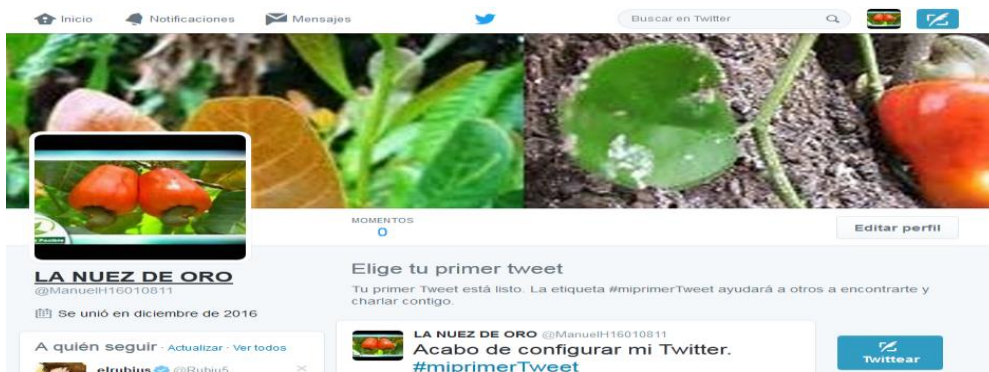 Inicio Notificaciones Mensajes Buscar en Twitter
MOMENTOS
0
Editar perfil
LA NUEZ DE ORO
@ManuelH16010811
Se unió en diciembre de 2016
A quién seguir · Actualizar · Ver todos
elrubius @Rubiu5
Elige tu primer tweet
Tu primer Tweet está listo. La etiqueta #miprimerTweet ayudará a otros a encontrarte y
charlar contigo.
LA NUEZ DE ORO @ManuelH16010811
Acabo de configurar mi Twitter.
#miprimerTweet
Twittear